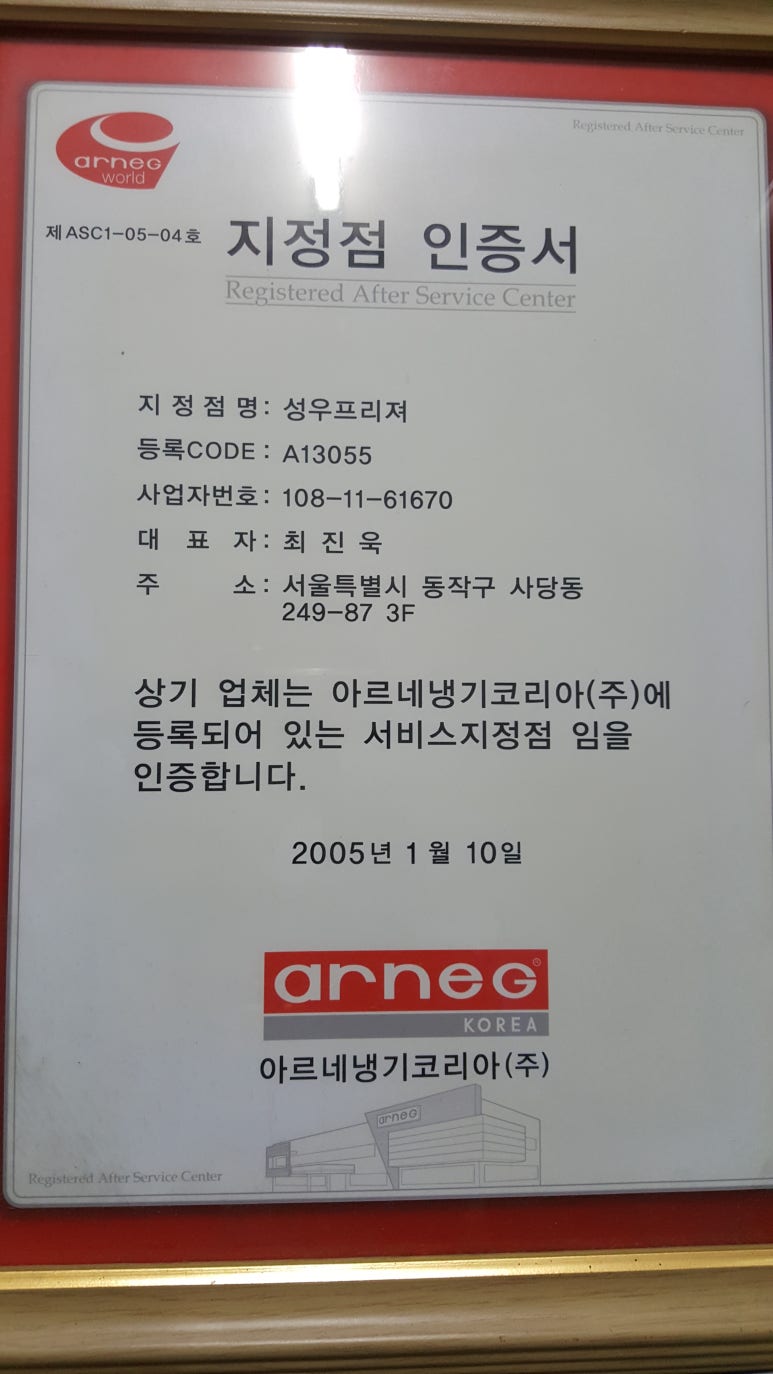 arneG
world
Registered After Service Center
제ASC1-05-04호
지정점 인증서
Registered After Service Center
지 정 점 명 : 성우프리져
등록CODE : A13055
사업자번호 : 108-11-61670
대 표 자 : 최 진 욱
주 소 : 서울특별시 동작구 사당동
249-87 3F
상기 업체는 아르네냉기코리아(주)에
등록되어 있는 서비스지정점 임을
인증합니다.
2005년 1월 10일
arneG®
KOREA
아르네냉기코리아(주)
arneG
Registered After Service Center